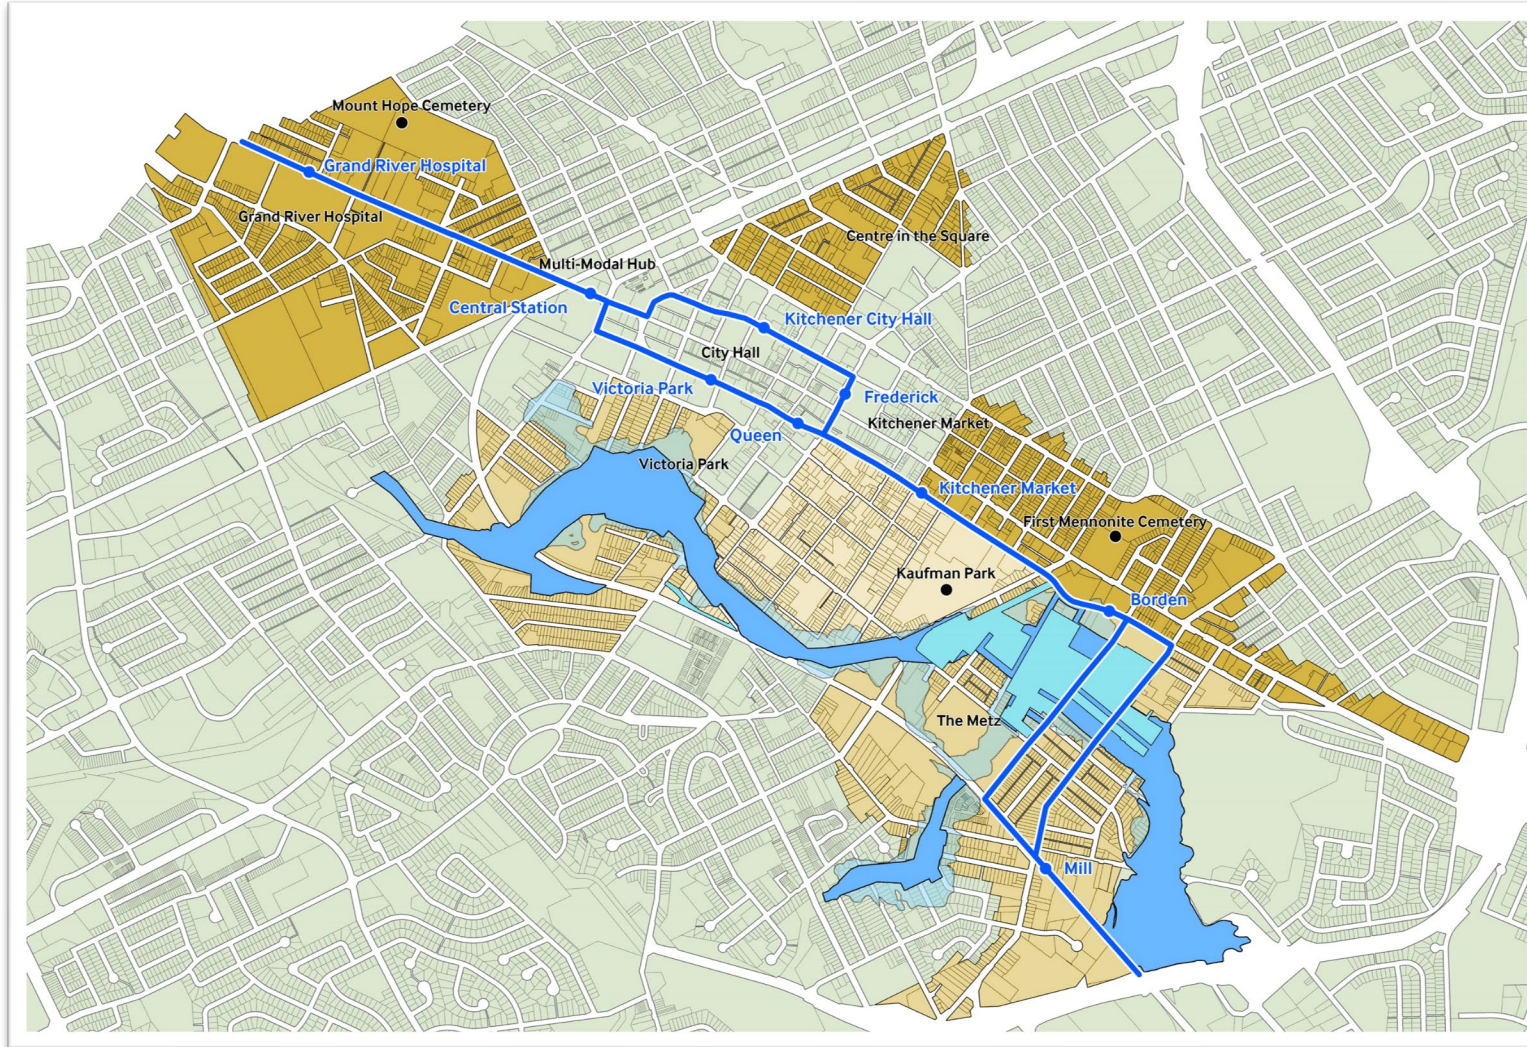 Mount Hope Cemetery
Grand River Hospital
Grand River Hospital
Centre in the Square
Multi-Modal Hub
Central Station
Kitchener City Hall
City Hall
Victoria Park
Frederick
Kitchener Market
Queen
Victoria Park
Kitchener Market
First Mennonite Cemetery
Kaufman Park
Borden
The Metz
Mill